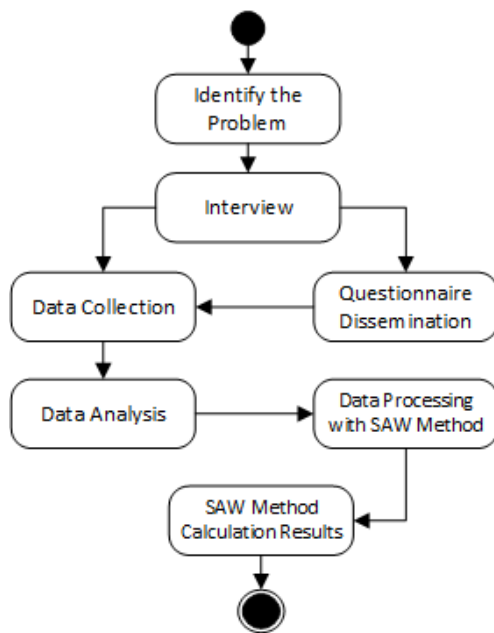 Identify the
Problem
Interview
Data Collection
Questionnaire
Dissemination
Data Analysis
Data Processing
with SAW Method
SAW Method
Calculation Results